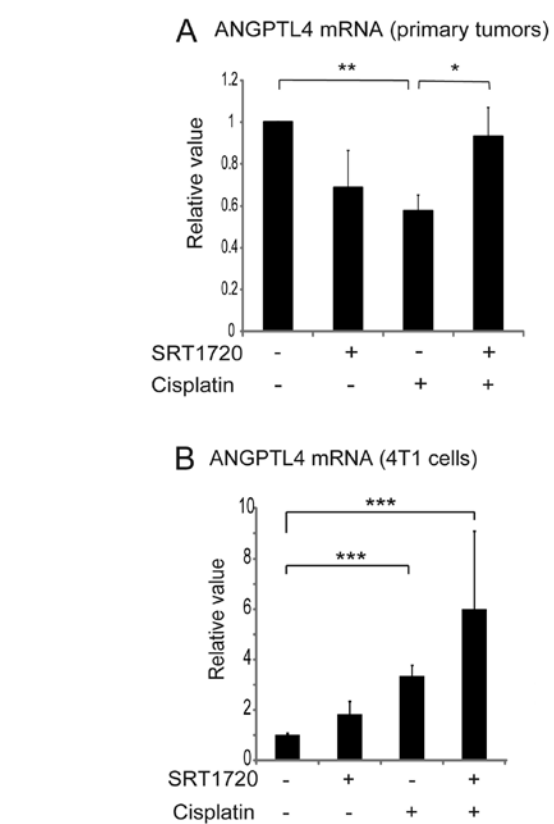 A ANGPTL4 mRNA (primary tumors)
** *
1.2
1
0.8
0.6
0.4
0.2
0
Relative value
SRT1720 - + - +
Cisplatin - - + +
B ANGPTL4 mRNA (4T1 cells)
10
8
6
4
2
0
Relative value
***
***
SRT1720 - + - +
Cisplatin - - + +